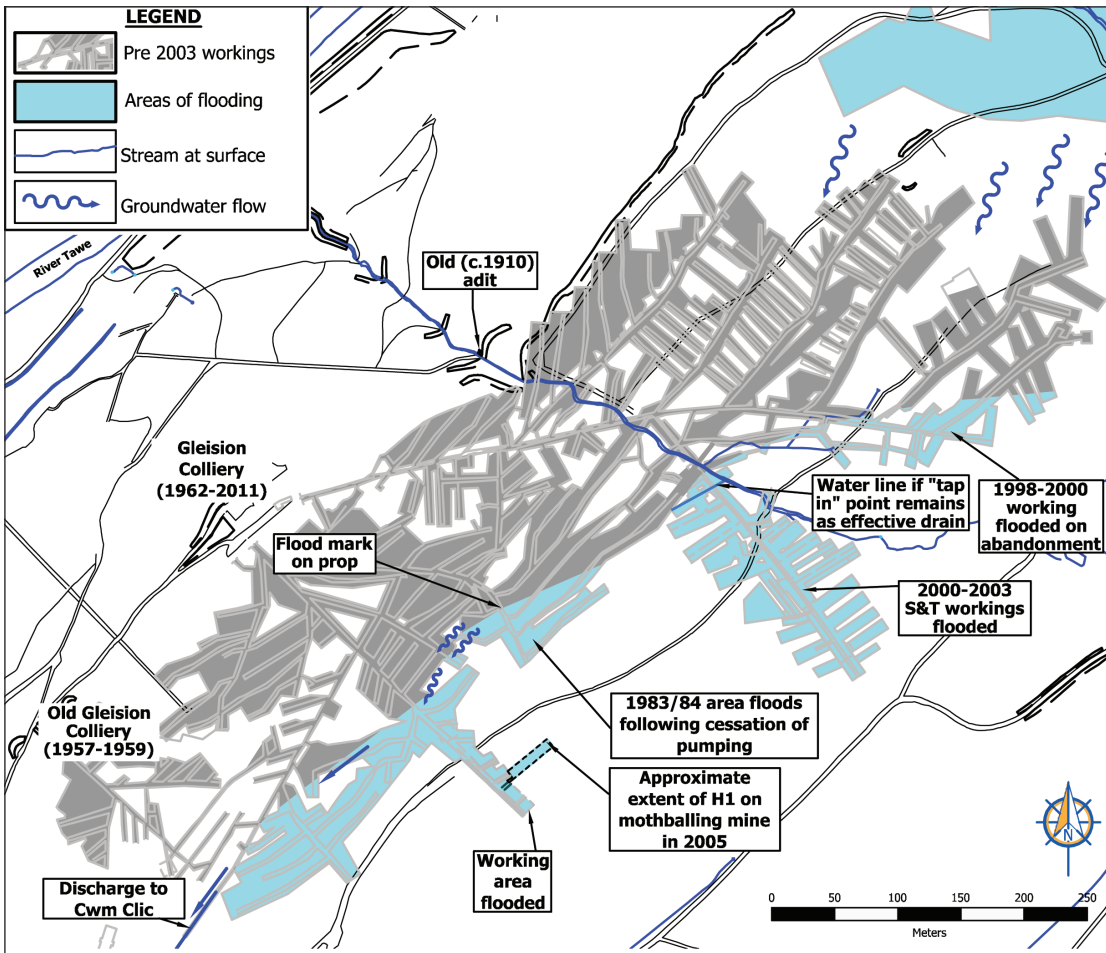 LEGEND
Pre 2003 workings
Areas of flooding
Stream at surface
Groundwater flow
River Tawe
Old (c.1910)
adit
Gleision
Colliery
(1962-2011)
Flood mark
on prop
Water line if "tap
in" point remains
as effective drain
1998-2000
working
flooded on
abandonment
2000-2003
S&T workings
flooded
1983/84 area floods
following cessation of
pumping
Old Gleision
Colliery
(1957-1959)
Approximate
extent of H1 on
mothballing mine
in 2005
Working
area
flooded
Discharge to
Cwm Clic
N
0 50 100 150 200 250
Meters